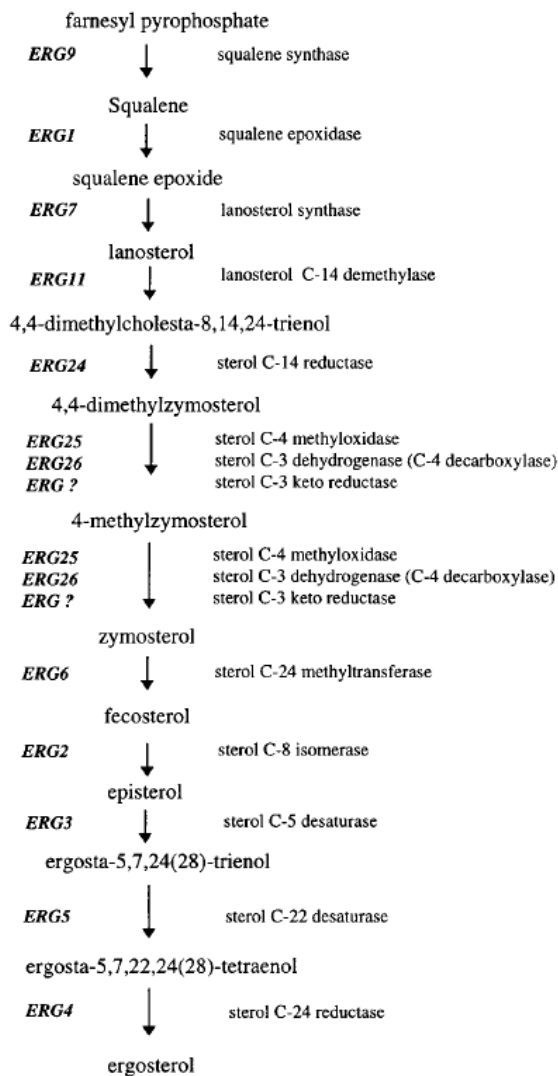 farnesyl pyrophosphate
ERG9 squalene synthase
Squalene
ERG1 squalene epoxidase
squalene epoxide
ERG7 lanosterol synthase
lanosterol
ERG11 lanosterol C-14 demethylase
4,4-dimethylcholesta-8,14,24-trienol
ERG24 sterol C-14 reductase
4,4-dimethylzymosterol
ERG25 sterol C-4 methyloxidase
ERG26 sterol C-3 dehydrogenase (C-4 decarboxylase)
ERG ? sterol C-3 keto reductase
4-methylzymosterol
ERG25 sterol C-4 methyloxidase
ERG26 sterol C-3 dehydrogenase (C-4 decarboxylase)
ERG ? sterol C-3 keto reductase
zymosterol
ERG6 sterol C-24 methyltransferase
fecosterol
ERG2 sterol C-8 isomerase
episterol
ERG3 sterol C-5 desaturase
ergosta-5,7,24(28)-trienol
ERG5 sterol C-22 desaturase
ergosta-5,7,22,24(28)-tetraenol
ERG4 sterol C-24 reductase
ergosterol